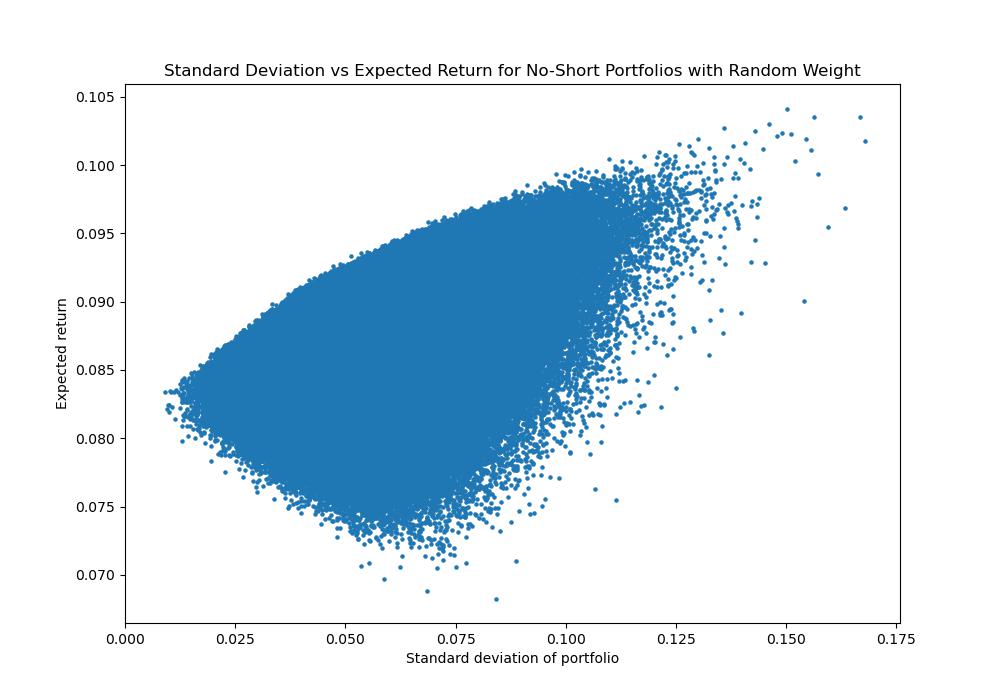 Standard Deviation vs Expected Return for No-Short Portfolios with Random Weight
0.105
0.100
0.095
0.090
0.085
0.080
0.075
0.070
Expected return
0.000 0.025 0.050 0.075 0.100 0.125 0.150 0.175
Standard deviation of portfolio